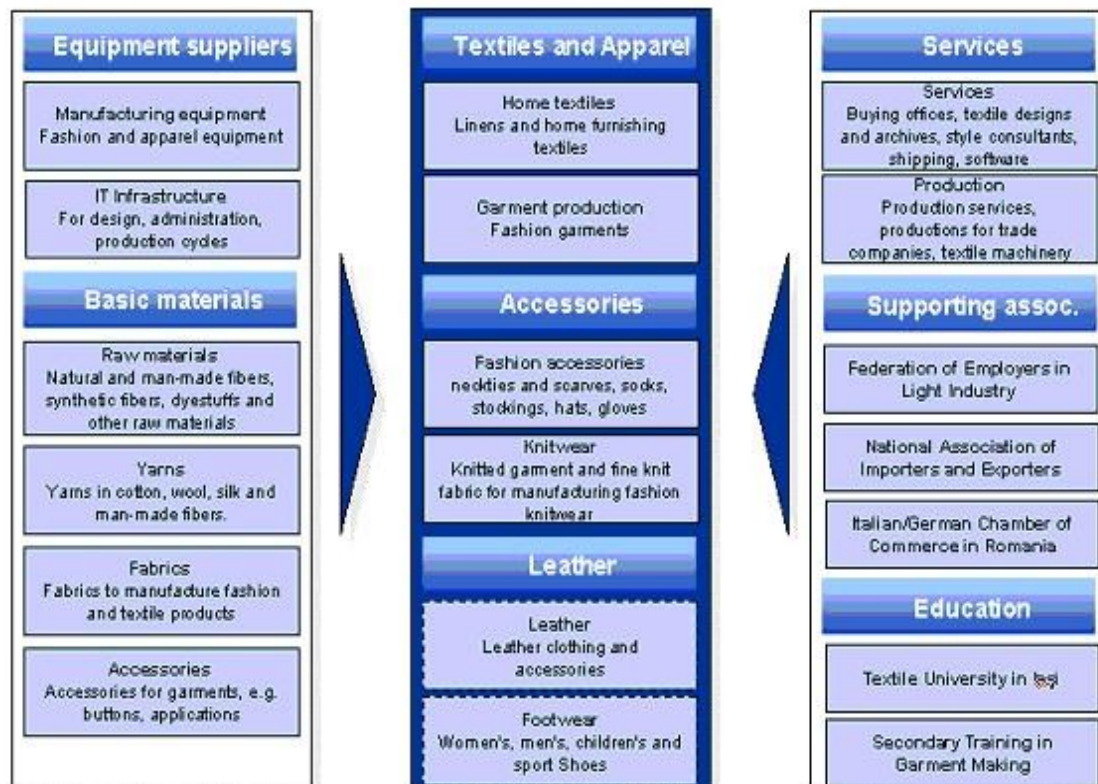 Equipment suppliers
Manufacturing equipment
Fashion and apparel equipment
IT Infrastructure
For design, administration,
production cycles
Basic materials
Raw materials
Natural and man-made fibers,
synthetic fibers, dyestuffs and
other raw materials
Yarns
Yarns in cotton, wool, silk and
man-made fibers.
Fabrics
Fabrics to manufacture fashion
and textile products
Accessories
Accessories for garments, e.g.
buttons, applications
Textiles and Apparel
Home textiles
Linens and home furnishing
textiles
Garment production
Fashion garments
Accessories
Fashion accessories
neckties and scarves, socks,
stockings, hats, gloves
Knitwear
Knitted garment and fine knit
fabric for manufacturing fashion
knitwear
Leather
Leather
Leather clothing and
accessories
Footwear
Women's, men's, children's and
sport Shoes
Services
Services
Buying offices, textile designs
and archives, style consultants,
shipping, software
Production
Production services,
productions for trade
companies, textile machinery
Supporting assoc.
Federation of Employers in
Light Industry
National Association of
Importers and Exporters
Italian/German Chamber of
Commerce in Romania
Education
Textile University in Iaşi
Secondary Training in
Garment Making